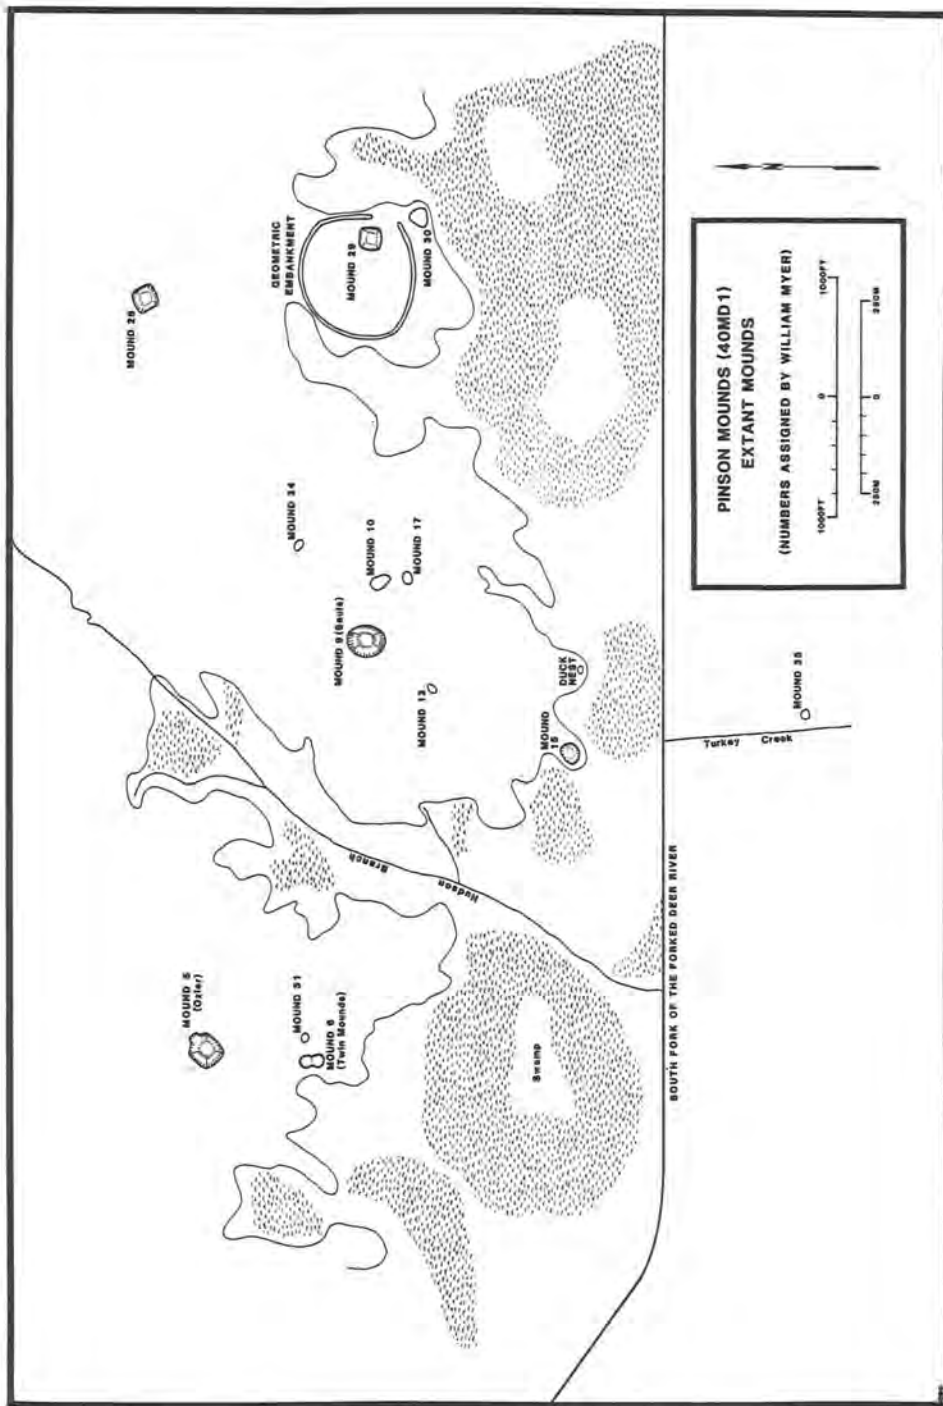 MOUND 5
(Ozier)
MOUND 31
MOUND 6
(Twin Mounds)
Swamp
Hudson Branch
MOUND 12
MOUND 9 (Sauls)
MOUND 34
MOUND 10
MOUND 17
MOUND
15
DUCK
NEST
MOUND 28
GEOMETRIC
EMBANKMENT
MOUND 29
MOUND 30
SOUTH FORK OF THE FORKED DEER RIVER
Turkey Creek
MOUND 35
N
PINSON MOUNDS (40MD1)
EXTANT MOUNDS
(NUMBERS ASSIGNED BY WILLIAM MYER)
1000FT 0 1000FT
250M 0 250M